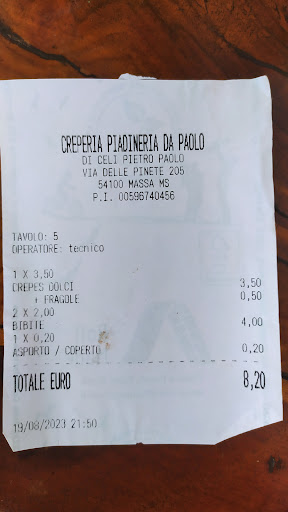 CREPERIA PIADINERIA DA PAOLO
DI CELI PIETRO PAOLO
VIA DELLE PINETE 205
54100 MASSA MS
P.I. 00596740456
TAVOLO: 5
OPERATORE: tecnico
1 X 3,50
CREPES DOLCI 3,50
+ FRAGOLE 0,50
2 X 2,00
BIBITE 4,00
1 X 0,20
ASPORTO / COPERTO 0,20
TOTALE EURO 8,20
19/08/2023 21:50